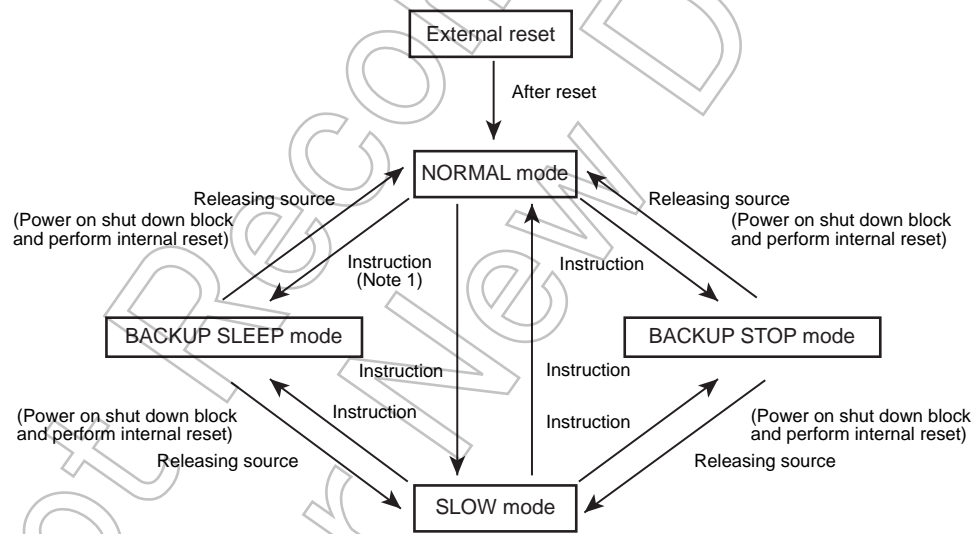 External reset
After reset
NORMAL mode
Releasing source
(Power on shut down block
and perform internal reset)
Releasing source
(Power on shut down block
and perform internal reset)
Instruction
(Note 1)
Instruction
BACKUP SLEEP mode
BACKUP STOP mode
Instruction
Instruction
Instruction
Instruction
(Power on shut down block
and perform internal reset)
Releasing source
(Power on shut down block
and perform internal reset)
Releasing source
SLOW mode